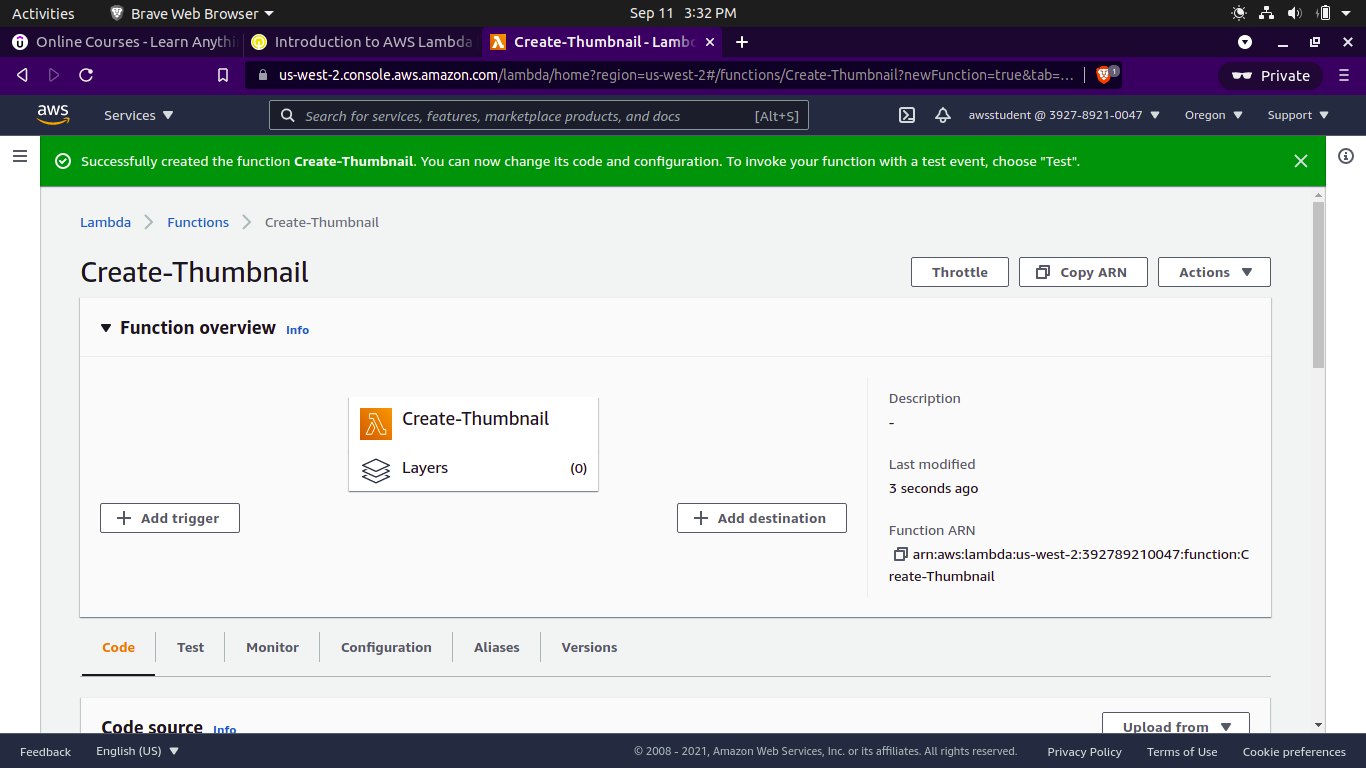 Activities
Brave Web Browser
Sep 11 3:32 PM
Online Courses - Learn Anythi
Introduction to AWS Lambda
Create-Thumbnail - Lamb
us-west-2.console.aws.amazon.com/lambda/home?region=us-west-2#/functions/Create-Thumbnail?newFunction=true&tab=...
1
Private
aws
Services
Search for services, features, marketplace products, and docs
[Alt+S]
awsstudent @ 3927-8921-0047
Oregon
Support
Successfully created the function Create-Thumbnail. You can now change its code and configuration. To invoke your function with a test event, choose "Test".
Lambda
Functions
Create-Thumbnail
Create-Thumbnail
Throttle
Copy ARN
Actions
Function overview Info
Create-Thumbnail
Layers
(0)
Add trigger
Add destination
Description
-
Last modified
3 seconds ago
Function ARN
arn:aws:lambda:us-west-2:392789210047:function:C
reate-Thumbnail
Code
Test
Monitor
Configuration
Aliases
Versions
Code source Info
Upload from
Feedback
English (US)
© 2008 - 2021, Amazon Web Services, Inc. or its affiliates. All rights reserved.
Privacy Policy
Terms of Use
Cookie preferences